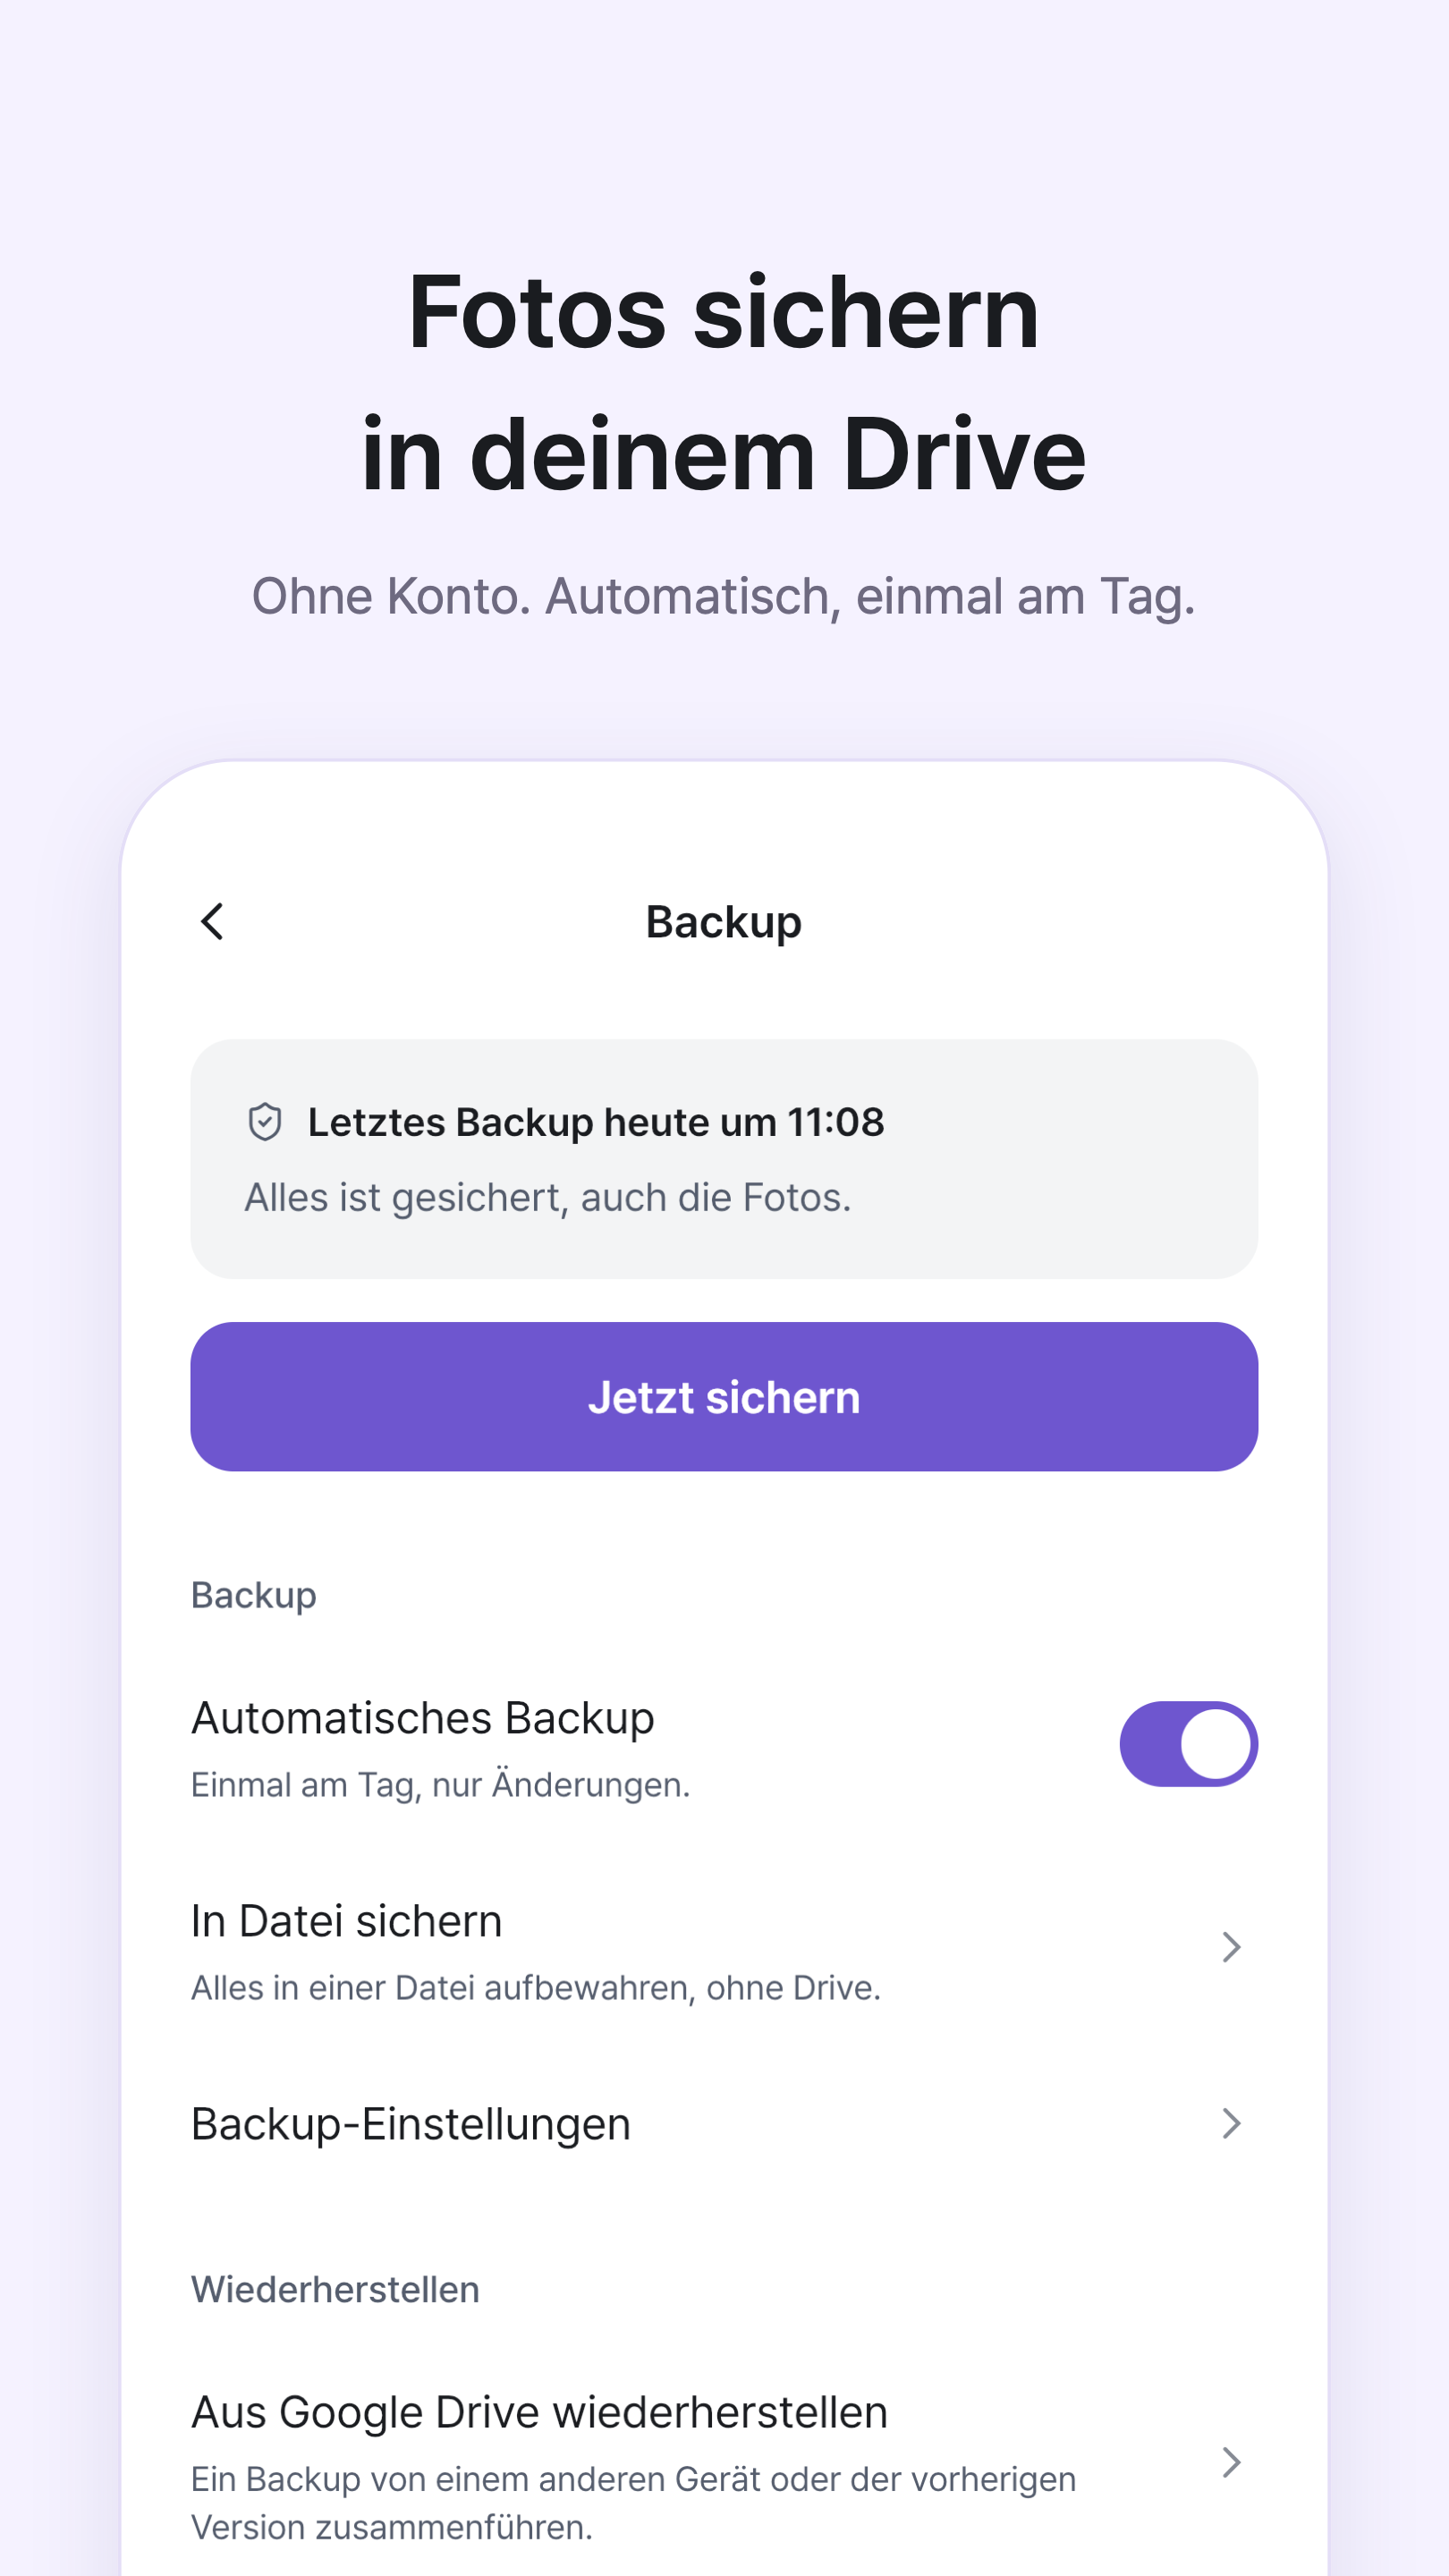 Fotos sichern
in deinem Drive
Ohne Konto. Automatisch, einmal am Tag.
Backup
Letztes Backup heute um 11:08
Alles ist gesichert, auch die Fotos.
Jetzt sichern
Backup
Automatisches Backup
Einmal am Tag, nur Änderungen.
In Datei sichern
Alles in einer Datei aufbewahren, ohne Drive.
Backup-Einstellungen
Wiederherstellen
Aus Google Drive wiederherstellen
Ein Backup von einem anderen Gerät oder der vorherigen
Version zusammenführen.